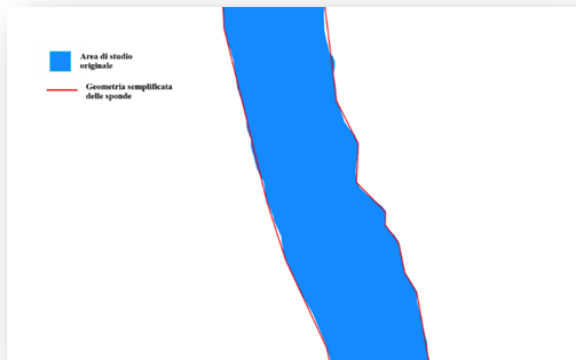 Area di studio
originale
Geometria semplificata
delle sponde